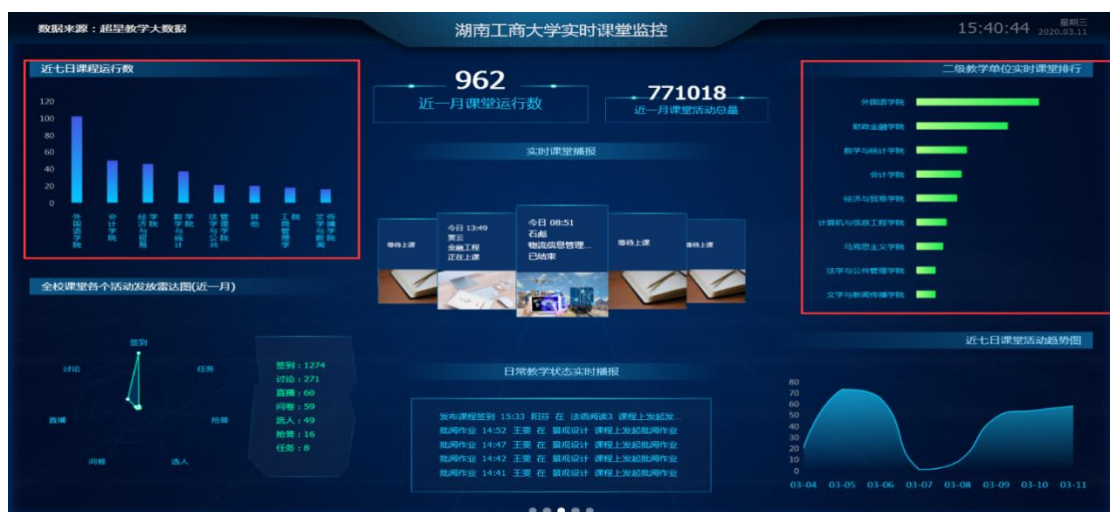 数据来源：超星教学大数据
湖南工商大学实时课堂监控
15:40:44
星期三
2020.03.11
近七日课程运行数
120
100
80
60
40
20
0
外国语学院
会计学院
经济与贸易学院
数学与统计学院
法学与公共管理学院
其他
工商管理学院
文学与新闻传播学院
962
近一月课堂运行数
771018
近一月课堂活动总量
二级教学单位实时课堂排行
外国语学院
财政金融学院
数学与统计学院
会计学院
经济与贸易学院
计算机与信息工程学院
马克思主义学院
法学与公共管理学院
文学与新闻传播学院
实时课堂播报
等待上课
今日 13:49
贾云
金融工程
正在上课
今日 08:51
石彪
物流信息管理...
已结束
等待上课
等待上课
全校课堂各个活动发放雷达图(近一月)
签到
任务
抢答
选人
问卷
直播
讨论
签到：1274
讨论：271
直播：60
问卷：59
选人：49
抢答：16
任务：8
日常教学状态实时播报
发布课程签到 15:33 阳芬 在 法语阅读3 课程上发起发...
批阅作业 14:52 王雯 在 景观设计 课程上发起批阅作业
批阅作业 14:47 王雯 在 景观设计 课程上发起批阅作业
批阅作业 14:42 王雯 在 景观设计 课程上发起批阅作业
批阅作业 14:41 王雯 在 景观设计 课程上发起批阅作业
近七日课堂活动趋势图
80
70
60
50
40
30
20
10
0
03-04 03-05 03-06 03-07 03-08 03-09 03-10 03-11